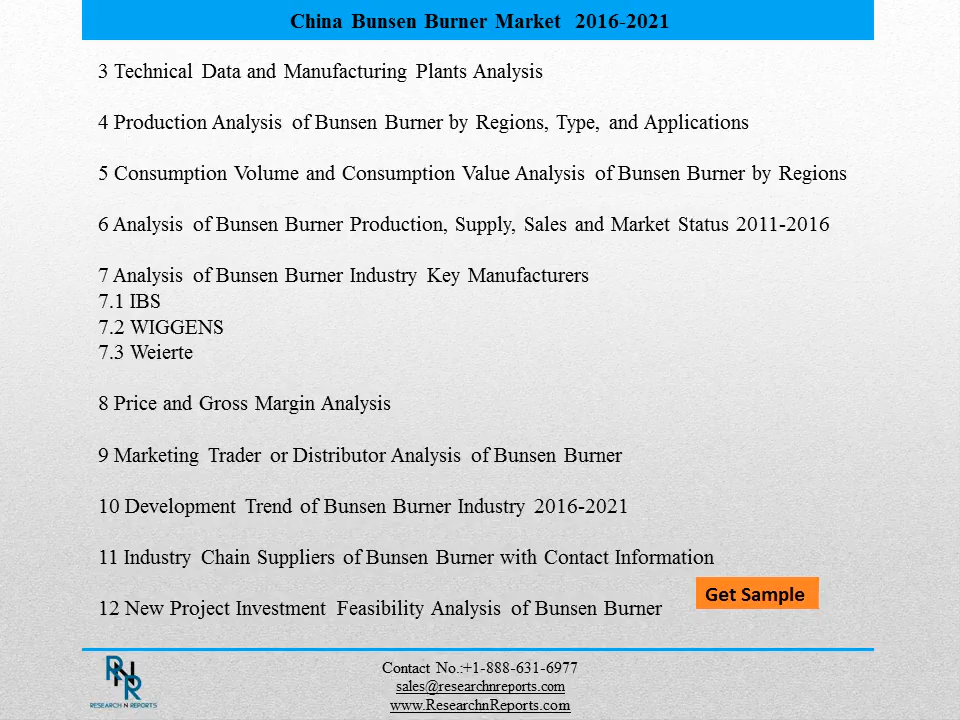 China Bunsen Burner Market 2016-2021
3 Technical Data and Manufacturing Plants Analysis
4 Production Analysis of Bunsen Burner by Regions, Type, and Applications
5 Consumption Volume and Consumption Value Analysis of Bunsen Burner by Regions
6 Analysis of Bunsen Burner Production, Supply, Sales and Market Status 2011-2016
7 Analysis of Bunsen Burner Industry Key Manufacturers
7.1 IBS
7.2 WIGGENS
7.3 Weierte
8 Price and Gross Margin Analysis
9 Marketing Trader or Distributor Analysis of Bunsen Burner
10 Development Trend of Bunsen Burner Industry 2016-2021
11 Industry Chain Suppliers of Bunsen Burner with Contact Information
12 New Project Investment Feasibility Analysis of Bunsen Burner
Get Sample
RNR
RESEARCH N REPORTS
Contact No.:+1-888-631-6977
sales@researchnreports.com
www.ResearchnReports.com